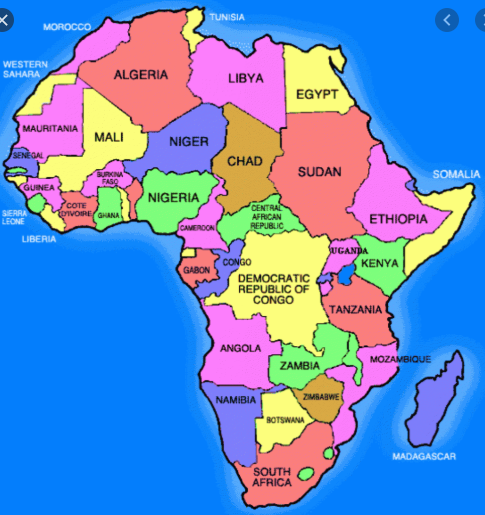 TUNISIA
MOROCCO
WESTERN
SAHARA
ALGERIA
LIBYA
EGYPT
MAURITANIA
MALI
NIGER
CHAD
SUDAN
SENEGAL
BURKINA
FASO
SOMALIA
GUINEA
NIGERIA
SIERRA
LEONE
COTE
D'IVOIRE
GHANA
CENTRAL
AFRICAN
REPUBLIC
ETHIOPIA
LIBERIA
CAMEROON
UGANDA
KENYA
CONGO
GABON
DEMOCRATIC
REPUBLIC OF
CONGO
TANZANIA
ANGOLA
MOZAMBIQUE
ZAMBIA
NAMIBIA
ZIMBABWE
BOTSWANA
MADAGASCAR
SOUTH
AFRICA